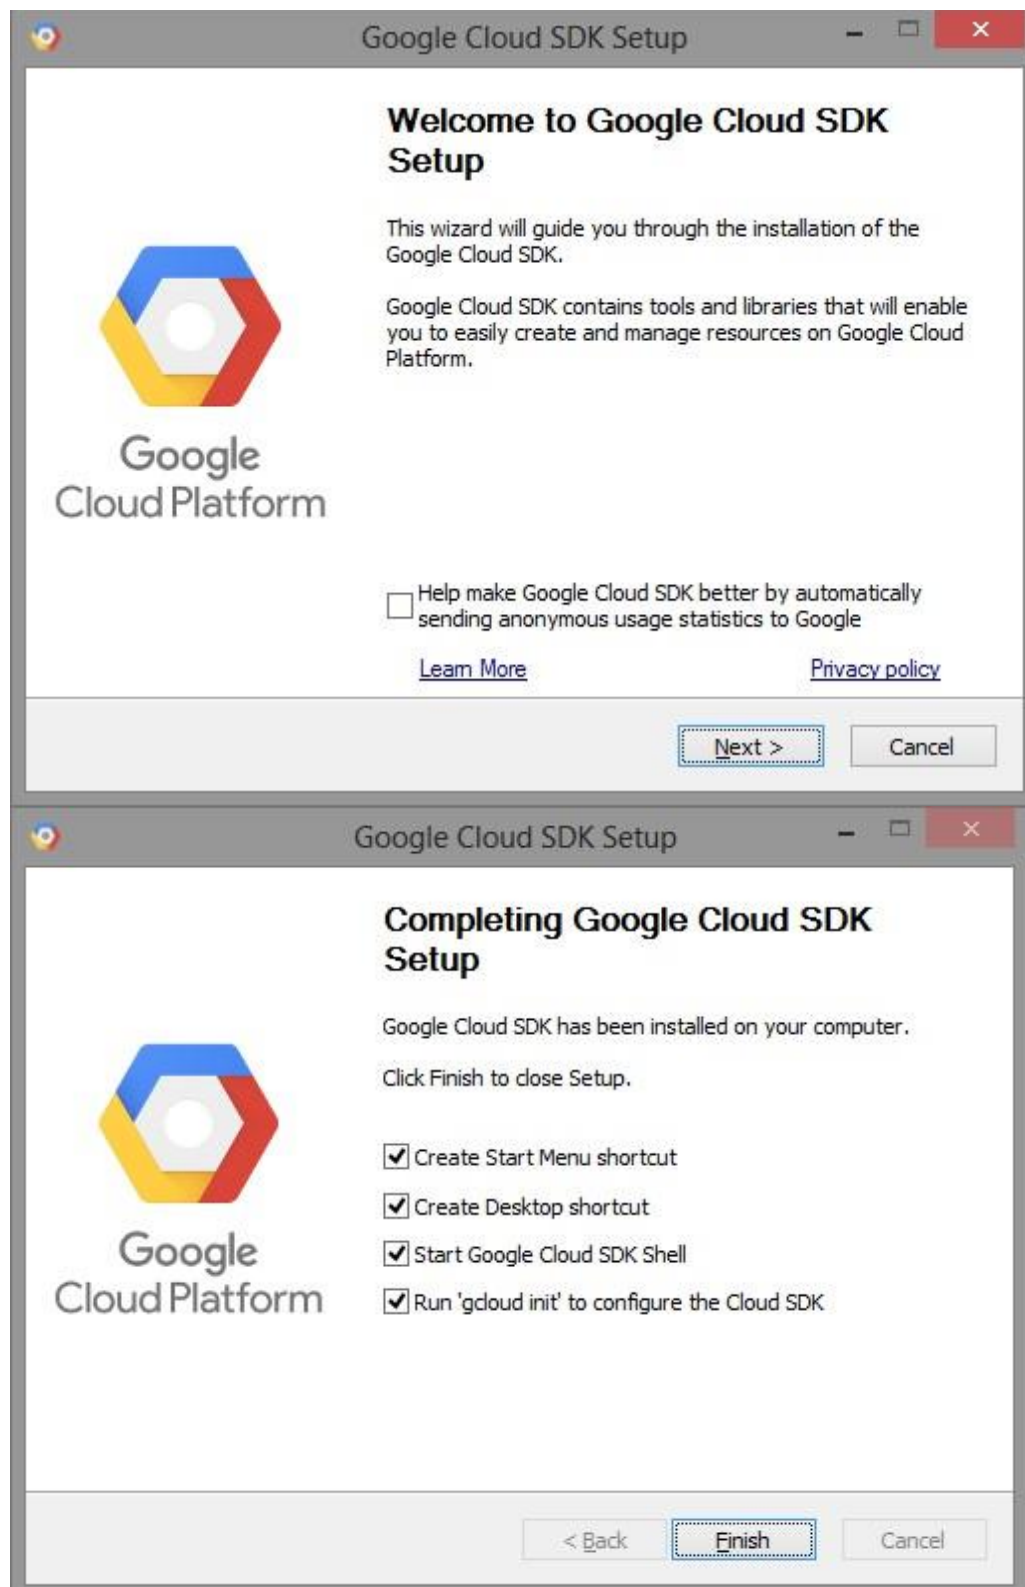 Google Cloud SDK Setup
Welcome to Google Cloud SDK
Setup
This wizard will guide you through the installation of the
Google Cloud SDK.
Google Cloud SDK contains tools and libraries that will enable
you to easily create and manage resources on Google Cloud
Platform.
Google
Cloud Platform
Help make Google Cloud SDK better by automatically
sending anonymous usage statistics to Google
Learn More Privacy policy
Next > Cancel
Google Cloud SDK Setup
Completing Google Cloud SDK
Setup
Google Cloud SDK has been installed on your computer.
Click Finish to close Setup.
Create Start Menu shortcut
Create Desktop shortcut
Start Google Cloud SDK Shell
Run 'gcloud init' to configure the Cloud SDK
Google
Cloud Platform
< Back Finish Cancel